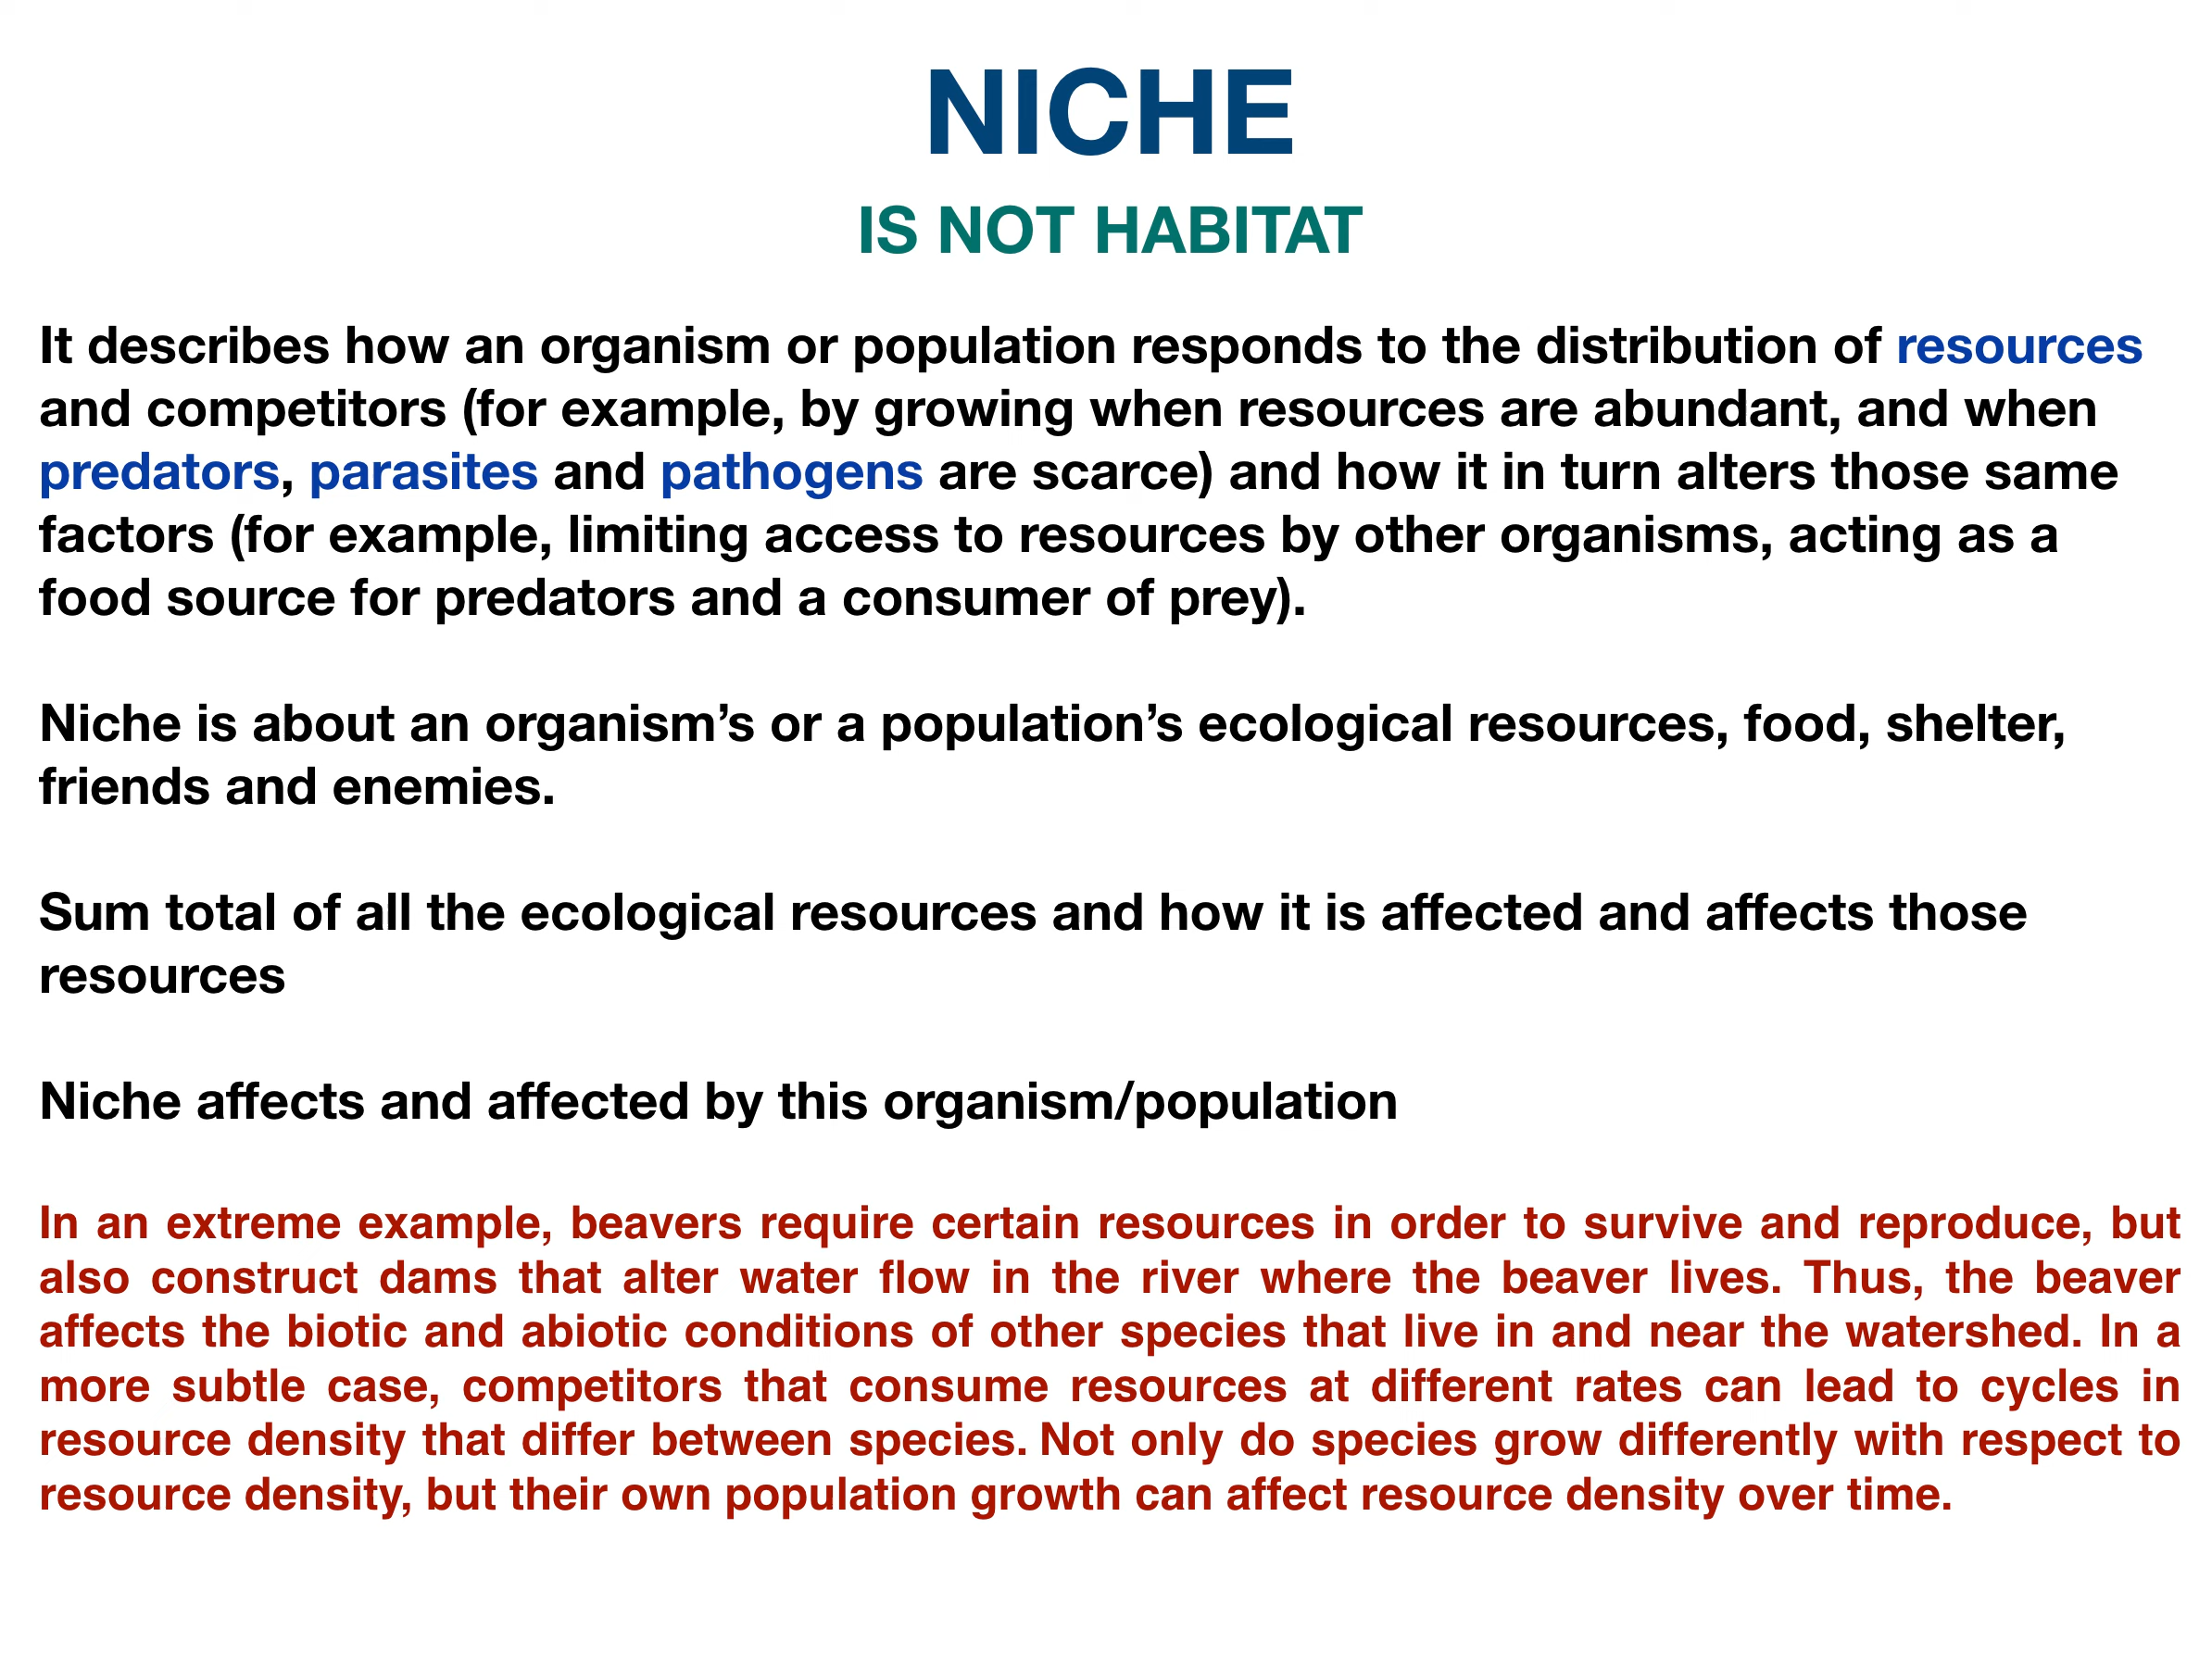 NICHE
IS NOT HABITAT
It describes how an organism or population responds to the distribution of resources
and competitors (for example, by growing when resources are abundant, and when
predators, parasites and pathogens are scarce) and how it in turn alters those same
factors (for example, limiting access to resources by other organisms, acting as a
food source for predators and a consumer of prey).
Niche is about an organism’s or a population’s ecological resources, food, shelter,
friends and enemies.
Sum total of all the ecological resources and how it is affected and affects those
resources
Niche affects and affected by this organism/population
In an extreme example, beavers require certain resources in order to survive and reproduce, but
also construct dams that alter water flow in the river where the beaver lives. Thus, the beaver
affects the biotic and abiotic conditions of other species that live in and near the watershed. In a
more subtle case, competitors that consume resources at different rates can lead to cycles in
resource density that differ between species. Not only do species grow differently with respect to
resource density, but their own population growth can affect resource density over time.